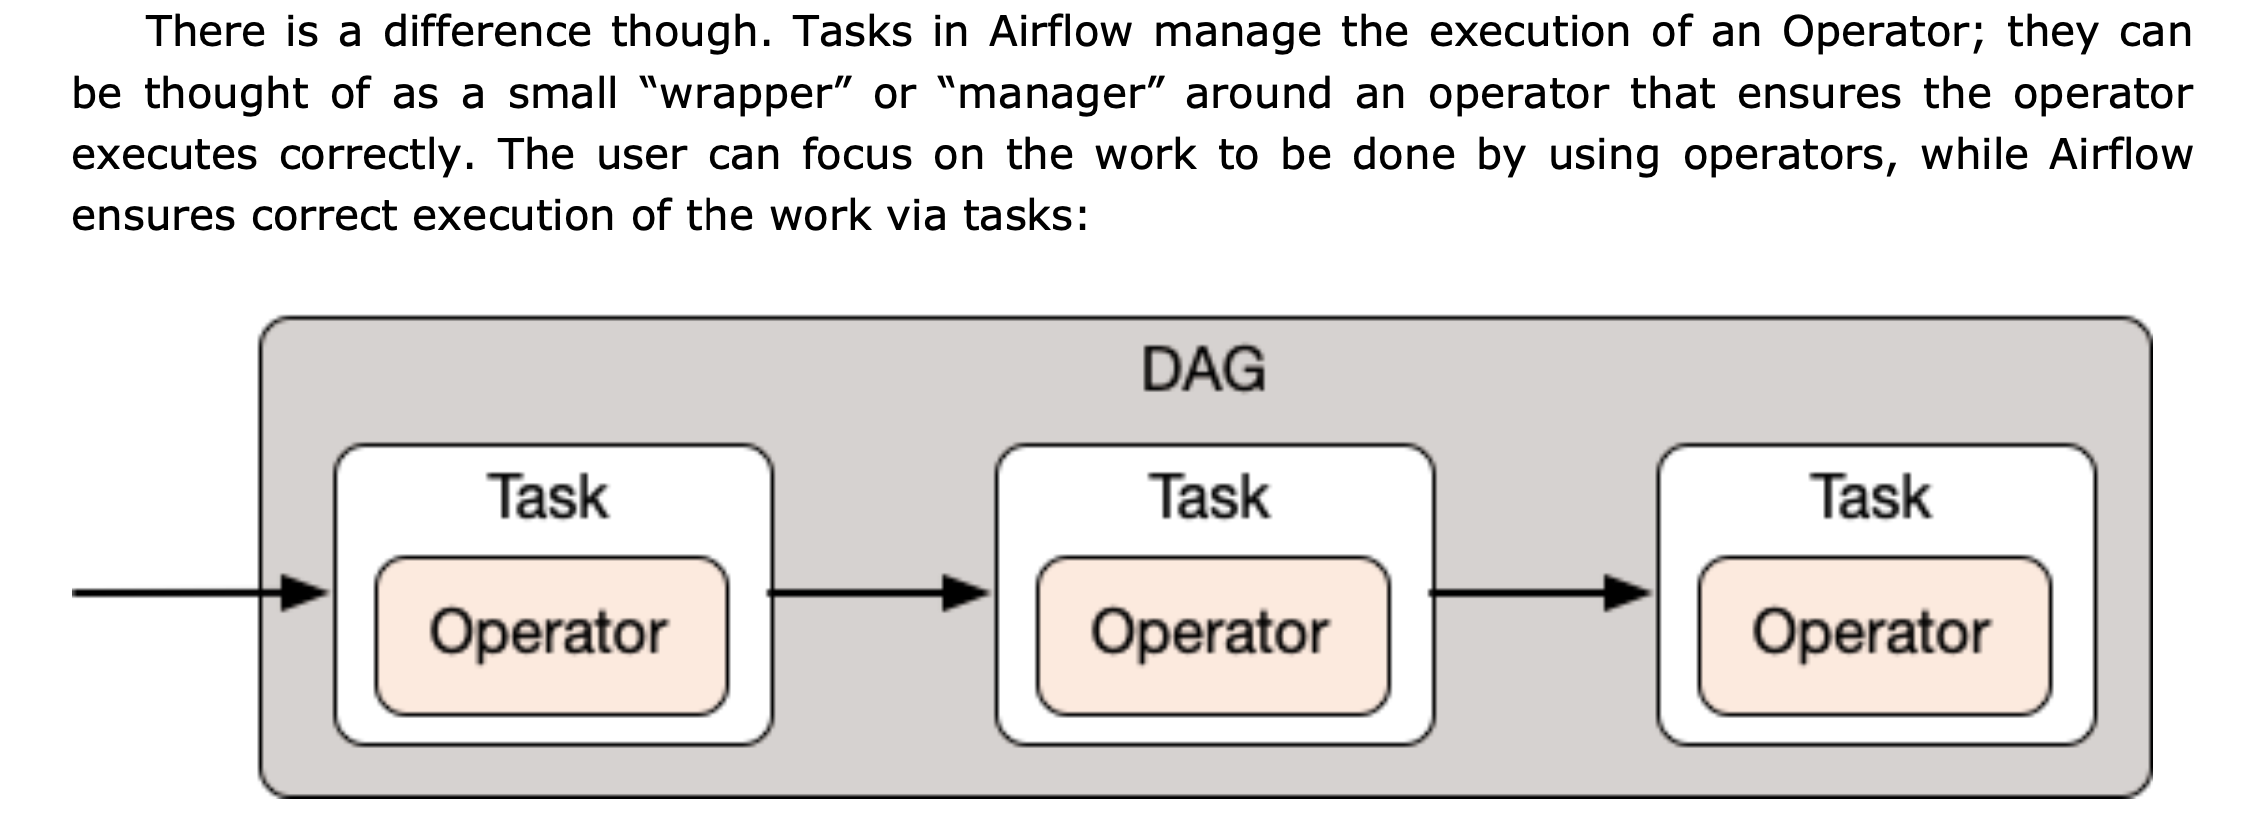 There is a difference though. Tasks in Airflow manage the execution of an Operator; they can
be thought of as a small “wrapper” or “manager” around an operator that ensures the operator
executes correctly. The user can focus on the work to be done by using operators, while Airflow
ensures correct execution of the work via tasks:
DAG
Task
Task
Task
Operator
Operator
Operator